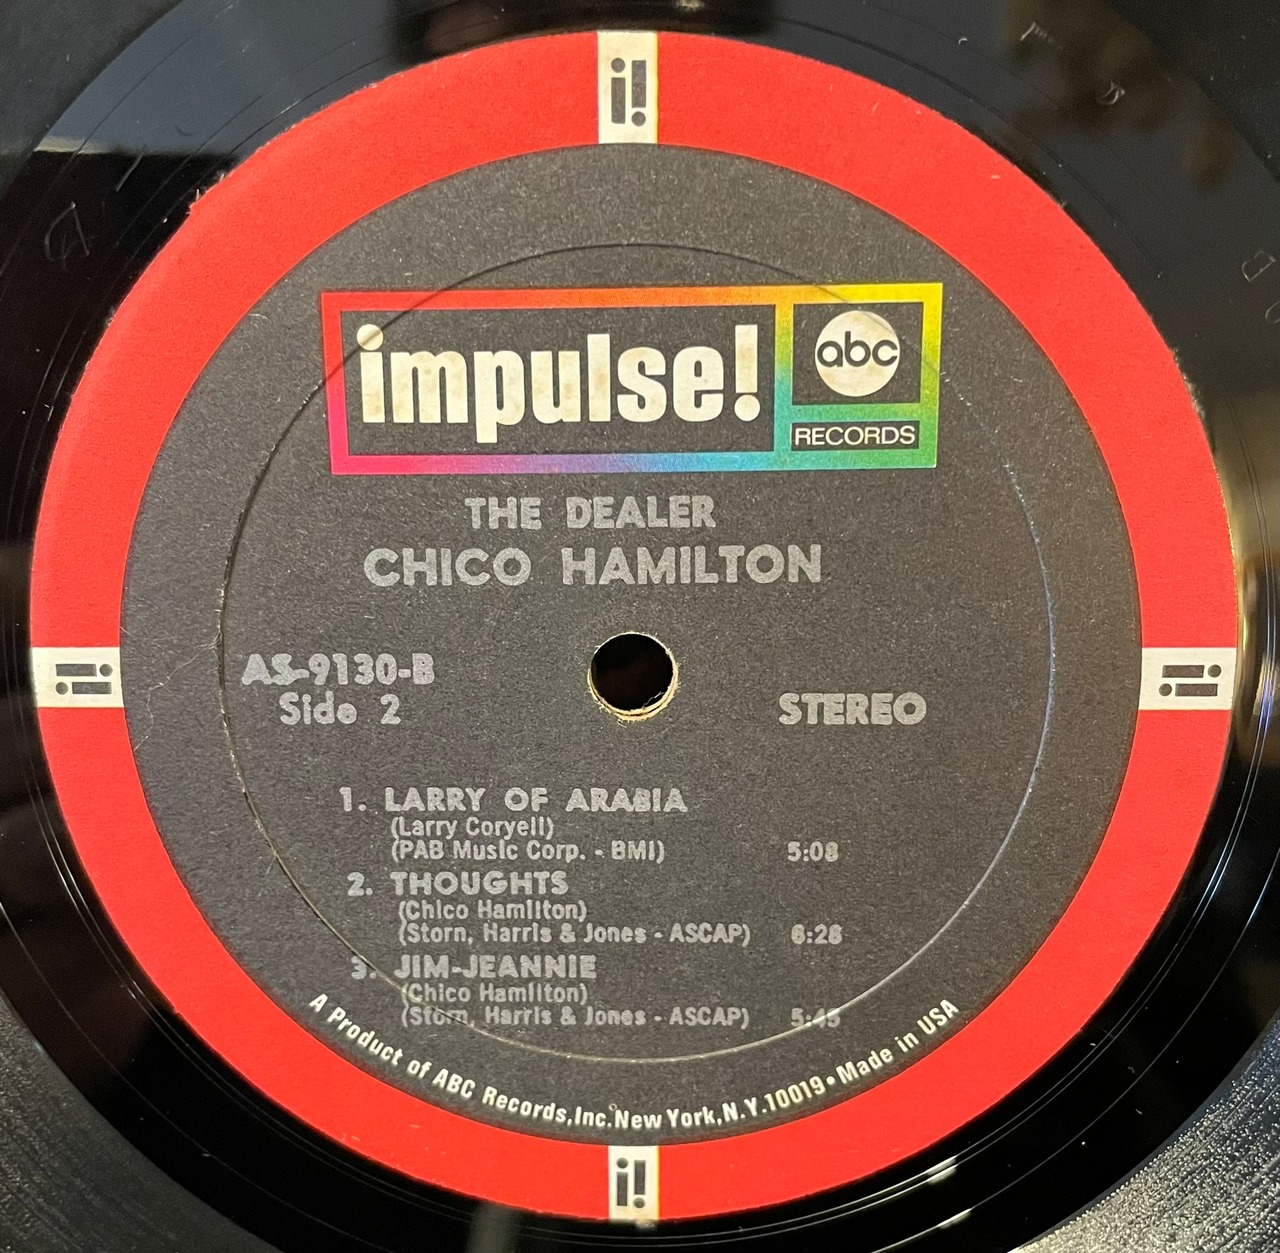 i!
impulse!
abc
RECORDS
THE DEALER
CHICO HAMILTON
AS-9130-B
Side 2
STEREO
1. LARRY OF ARABIA
(Larry Coryell)
(PAB Music Corp. - BMI) 5:08
2. THOUGHTS
(Chico Hamilton)
(Storn, Harris & Jones - ASCAP) 6:28
3. JIM-JEANNIE
(Chico Hamilton)
(Storn, Harris & Jones - ASCAP) 5:45
A Product of ABC Records,Inc.New York,N.Y.10019•Made in USA
i!
i!
i!